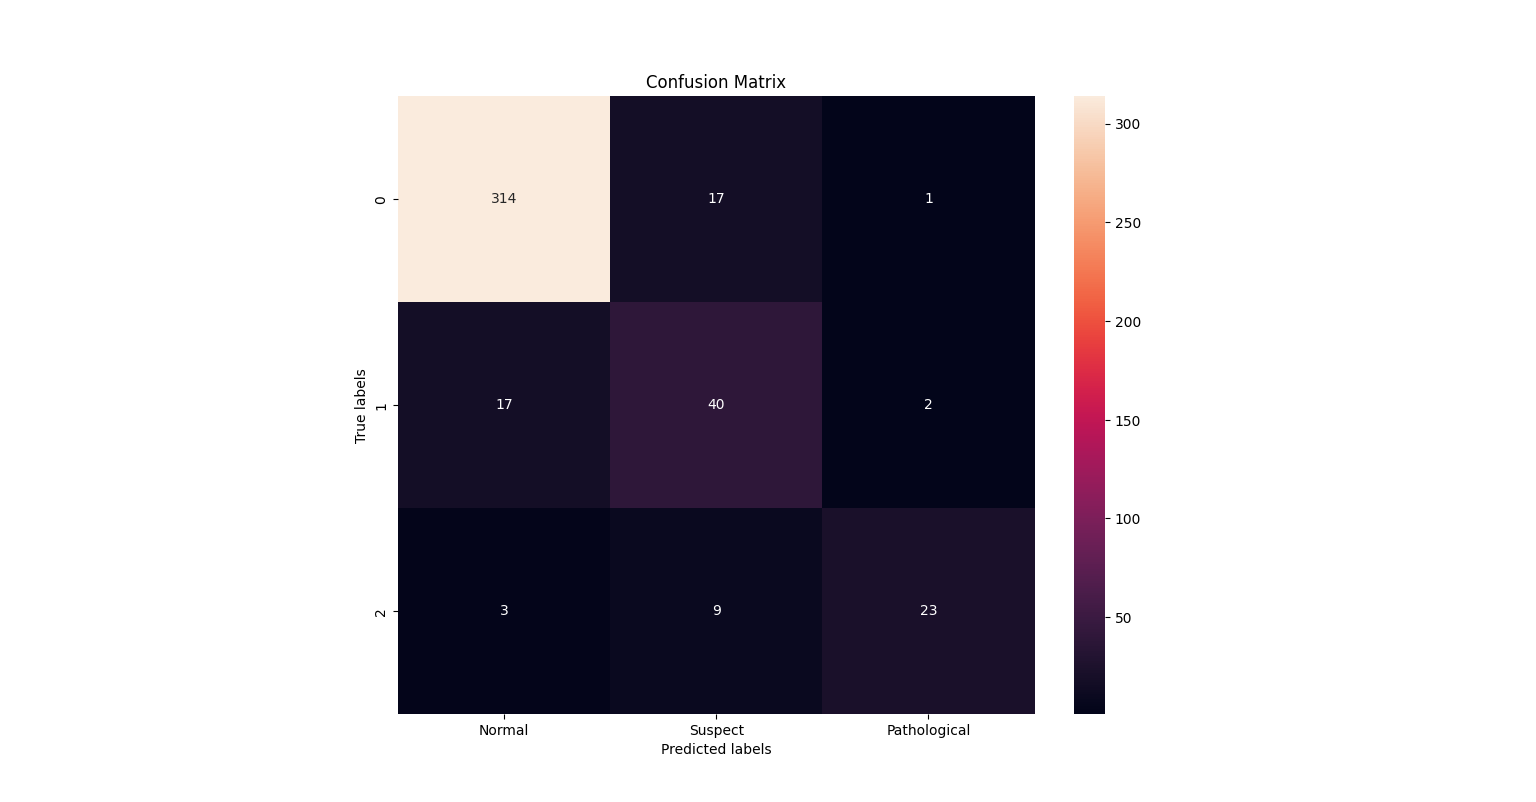 Confusion Matrix
314 17 1
17 40 2
3 9 23
0
1
2
True labels
Normal Suspect Pathological
Predicted labels
300
250
200
150
100
50